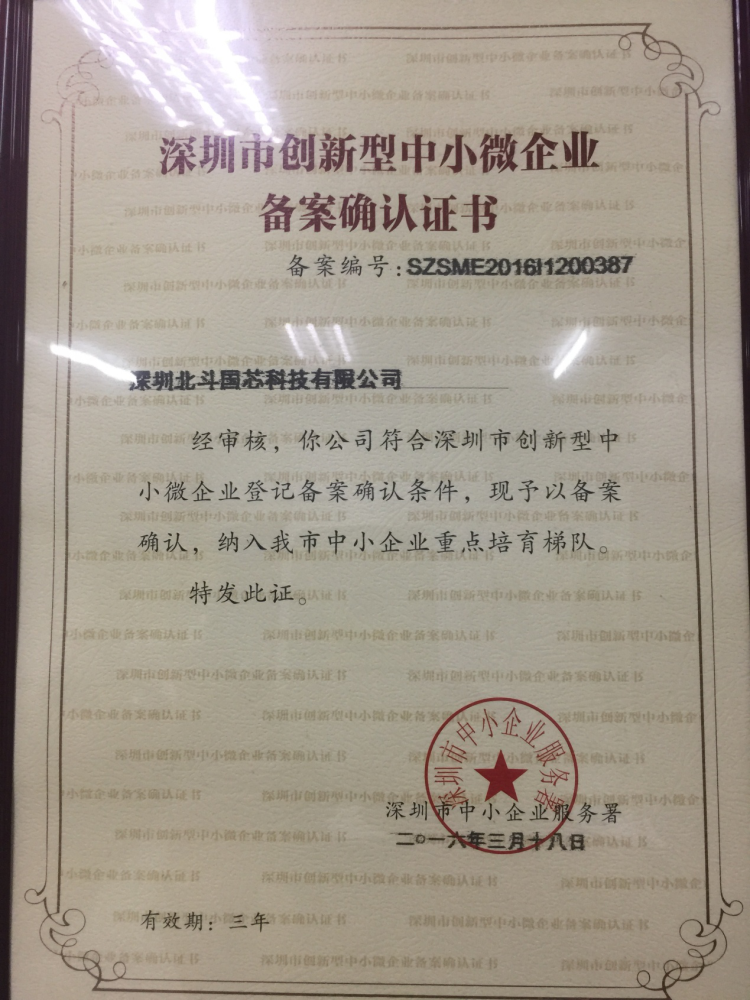 深圳市创新型中小微企业
备案确认证书
备案编号:SZSME2016I1200387
深圳北斗国芯科技有限公司
经审核,你公司符合深圳市创新型中
小微企业登记备案确认条件,现予以备案
确认,纳入我市中小企业重点培育梯队。
特发此证。
深圳市中小企业服务署
深圳市中小企业服务署
二〇一六年三月十八日
有效期:三年